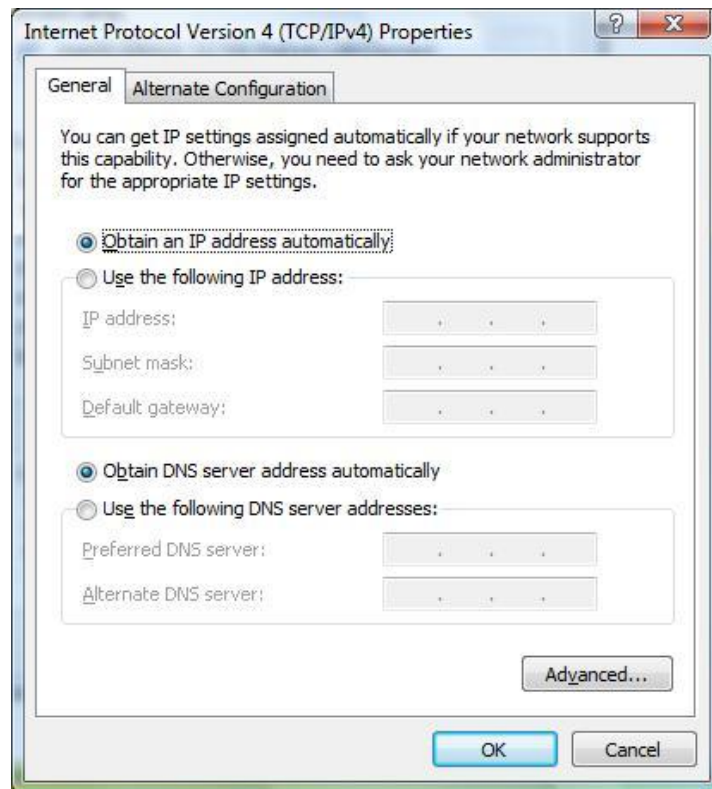 Internet Protocol Version 4 (TCP/IPv4) Properties
General
Alternate Configuration
You can get IP settings assigned automatically if your network supports
this capability. Otherwise, you need to ask your network administrator
for the appropriate IP settings.
Obtain an IP address automatically
Use the following IP address:
IP address:
Subnet mask:
Default gateway:
Obtain DNS server address automatically
Use the following DNS server addresses:
Preferred DNS server:
Alternate DNS server:
Advanced...
OK
Cancel